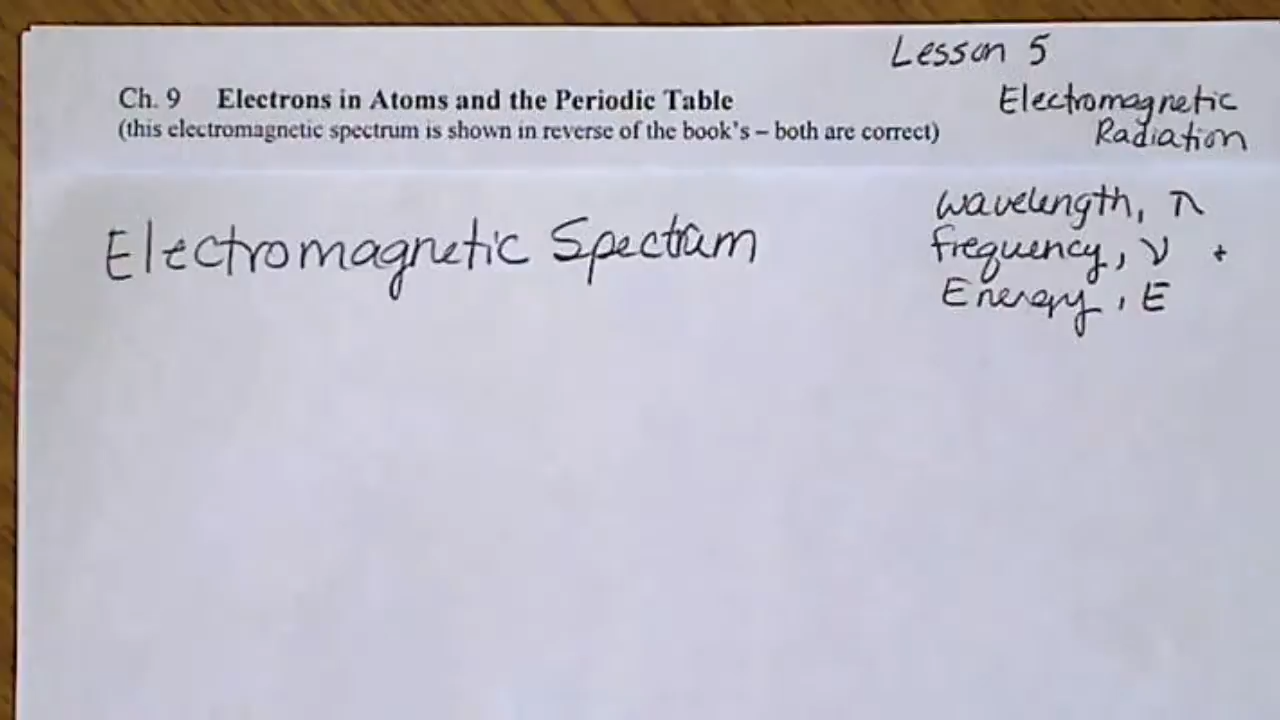 Lesson 5
Ch. 9 Electrons in Atoms and the Periodic Table
(this electromagnetic spectrum is shown in reverse of the book's – both are correct)
Electromagnetic
Radiation
Electromagnetic Spectrum
wavelength, λ
frequency, ν +
Energy, E